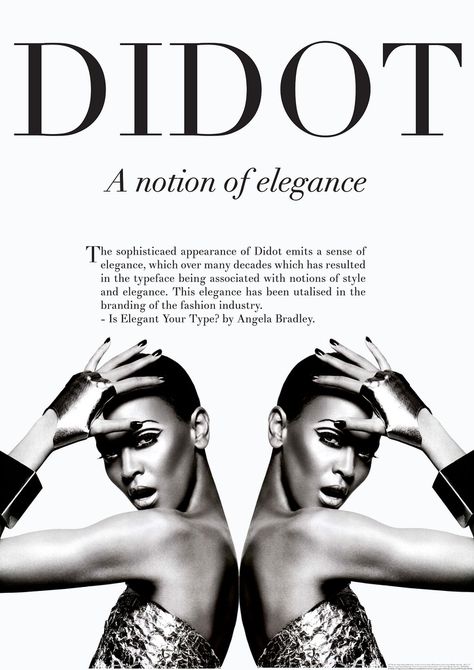 DIDOT
A notion of elegance
The sophisticaed appearance of Didot emits a sense of
elegance, which over many decades which has resulted
in the typeface being associated with notions of style
and elegance. This elegance has been utalised in the
branding of the fashion industry.
- Is Elegant Your Type? by Angela Bradley.